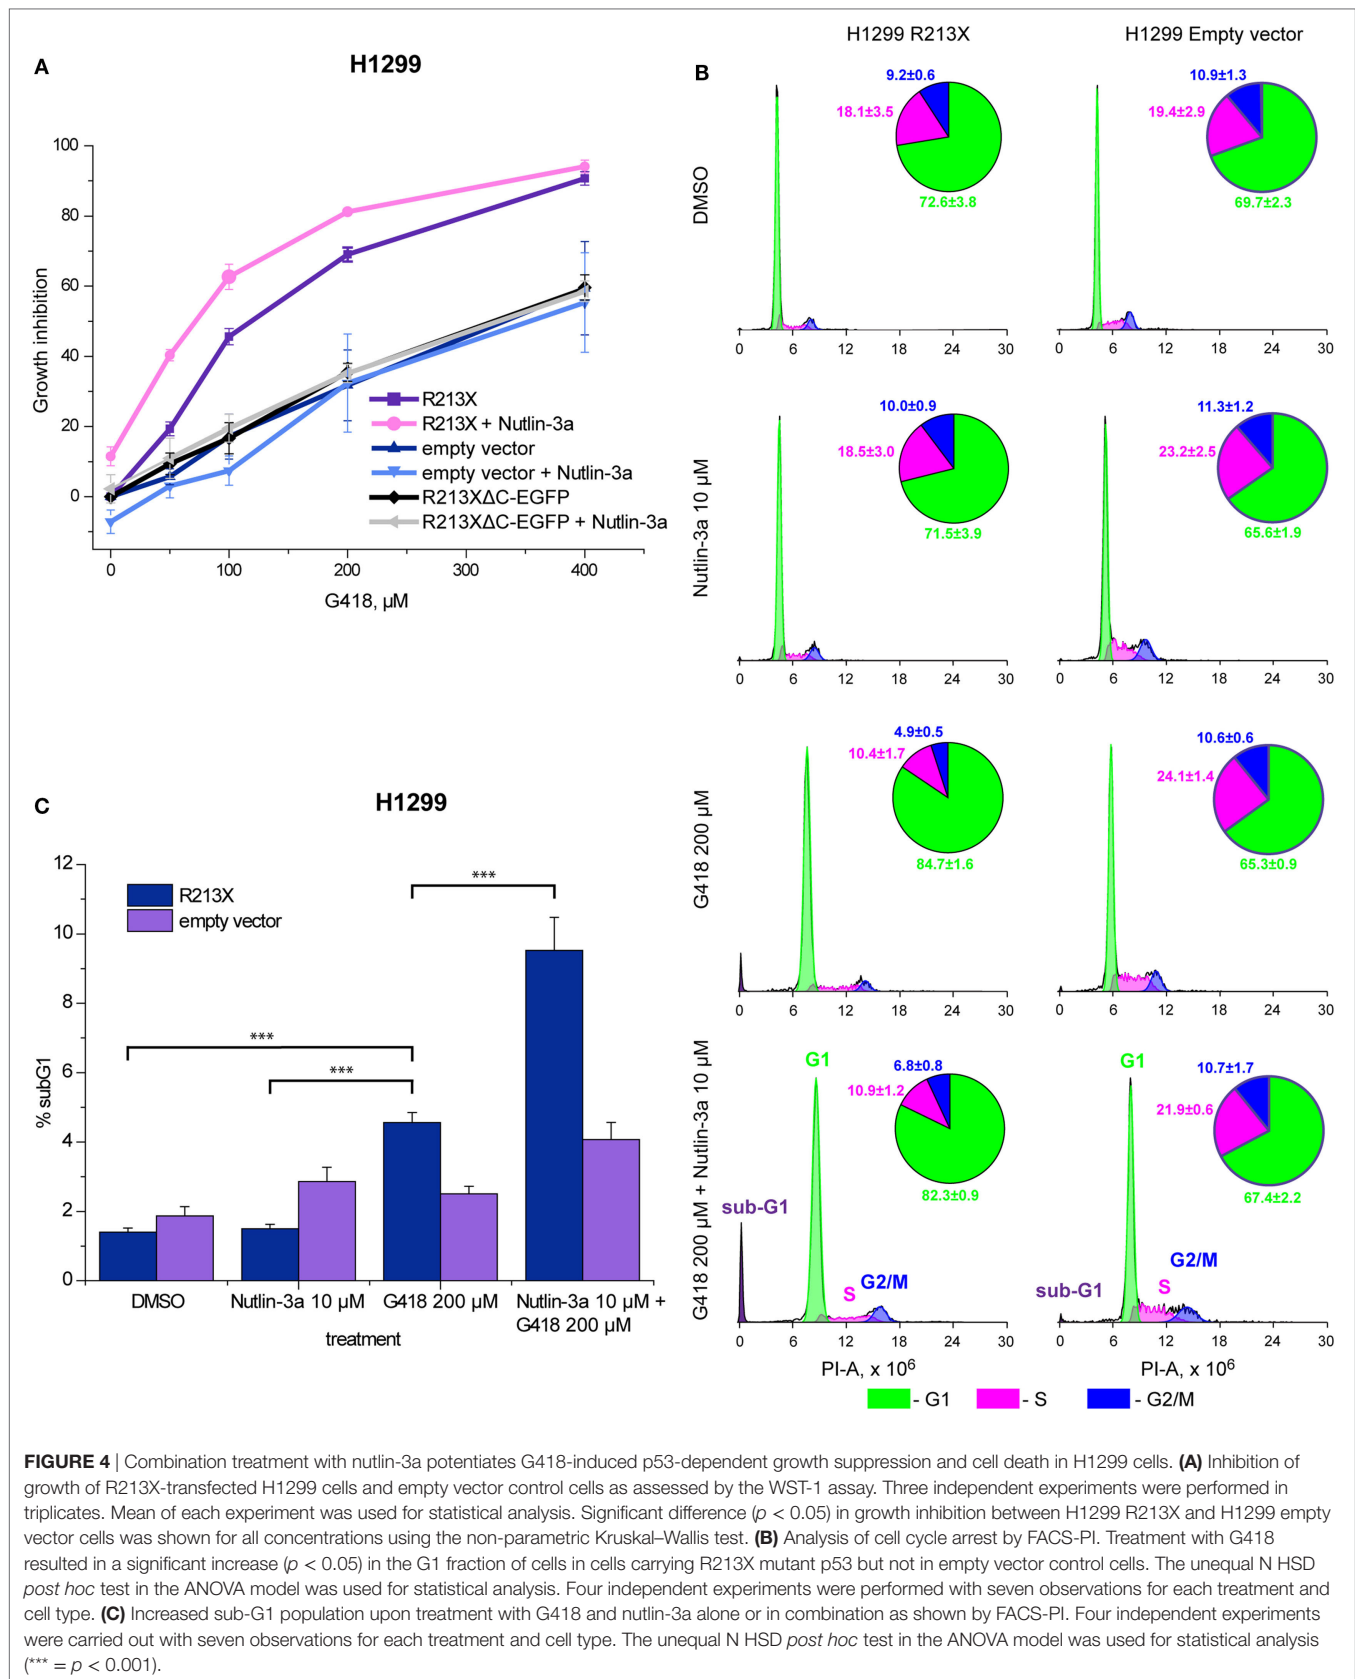 A
H1299
100
80
60
40
20
0
Growth inhibition
0 100 200 300 400
G418, µM
R213X
R213X + Nutlin-3a
empty vector
empty vector + Nutlin-3a
R213XΔC-EGFP
R213XΔC-EGFP + Nutlin-3a
B
H1299 R213X
H1299 Empty vector
DMSO
9.2±0.6
18.1±3.5
72.6±3.8
0 6 12 18 24 30
10.9±1.3
19.4±2.9
69.7±2.3
0 6 12 18 24 30
Nutlin-3a 10 µM
10.0±0.9
18.5±3.0
71.5±3.9
0 6 12 18 24 30
11.3±1.2
23.2±2.5
65.6±1.9
0 6 12 18 24 30
G418 200 µM
4.9±0.5
10.4±1.7
84.7±1.6
0 6 12 18 24 30
10.6±0.6
24.1±1.4
65.3±0.9
0 6 12 18 24 30
G418 200 µM + Nutlin-3a 10 µM
G1
6.8±0.8
10.9±1.2
82.3±0.9
sub-G1
S
G2/M
0 6 12 18 24 30
PI-A, x 10⁶
G1
10.7±1.7
21.9±0.6
67.4±2.2
sub-G1
S
G2/M
0 6 12 18 24 30
PI-A, x 10⁶
- G1 - S - G2/M
C
H1299
12
10
8
6
4
2
0
% subG1
R213X
empty vector
***
***
***
DMSO
Nutlin-3a 10 µM
G418 200 µM
Nutlin-3a 10 µM +
G418 200 µM
treatment
FIGURE 4 | Combination treatment with nutlin-3a potentiates G418-induced p53-dependent growth suppression and cell death in H1299 cells. (A) Inhibition of
growth of R213X-transfected H1299 cells and empty vector control cells as assessed by the WST-1 assay. Three independent experiments were performed in
triplicates. Mean of each experiment was used for statistical analysis. Significant difference (p < 0.05) in growth inhibition between H1299 R213X and H1299 empty
vector cells was shown for all concentrations using the non-parametric Kruskal–Wallis test. (B) Analysis of cell cycle arrest by FACS-PI. Treatment with G418
resulted in a significant increase (p < 0.05) in the G1 fraction of cells in cells carrying R213X mutant p53 but not in empty vector control cells. The unequal N HSD
post hoc test in the ANOVA model was used for statistical analysis. Four independent experiments were performed with seven observations for each treatment and
cell type. (C) Increased sub-G1 population upon treatment with G418 and nutlin-3a alone or in combination as shown by FACS-PI. Four independent experiments
were carried out with seven observations for each treatment and cell type. The unequal N HSD post hoc test in the ANOVA model was used for statistical analysis
(*** = p < 0.001).